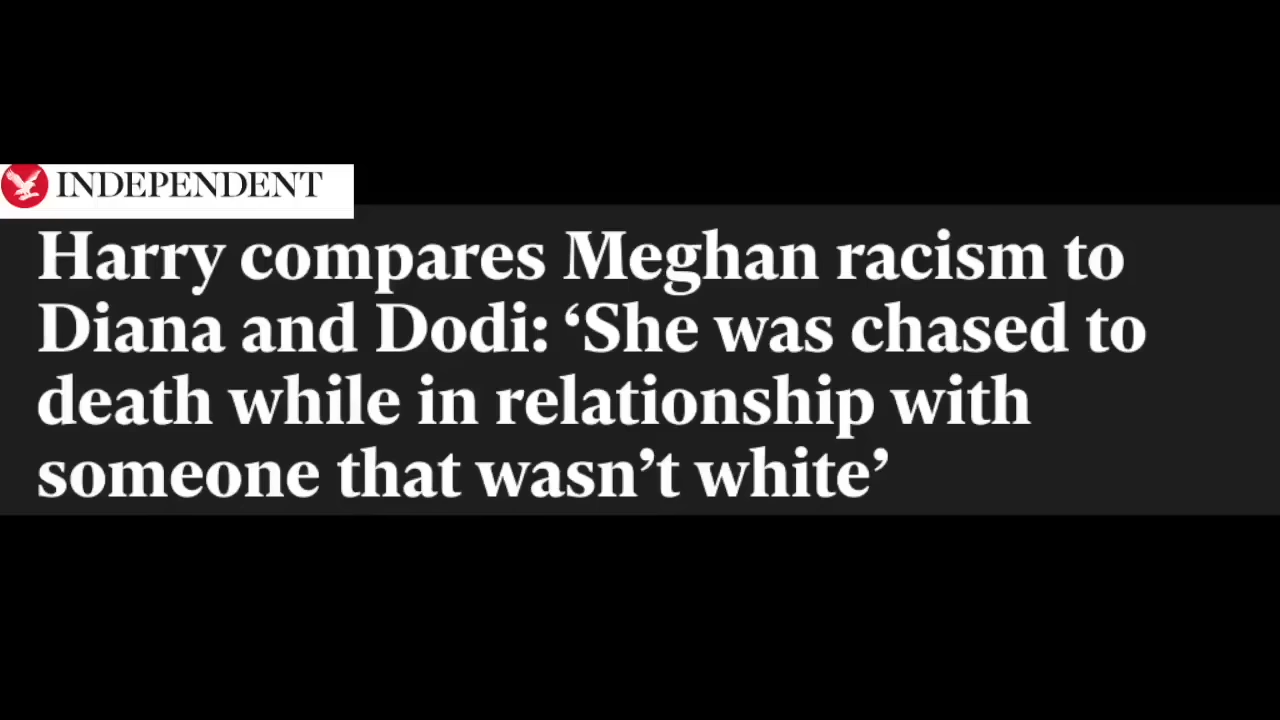 INDEPENDENT
Harry compares Meghan racism to
Diana and Dodi: ‘She was chased to
death while in relationship with
someone that wasn’t white’